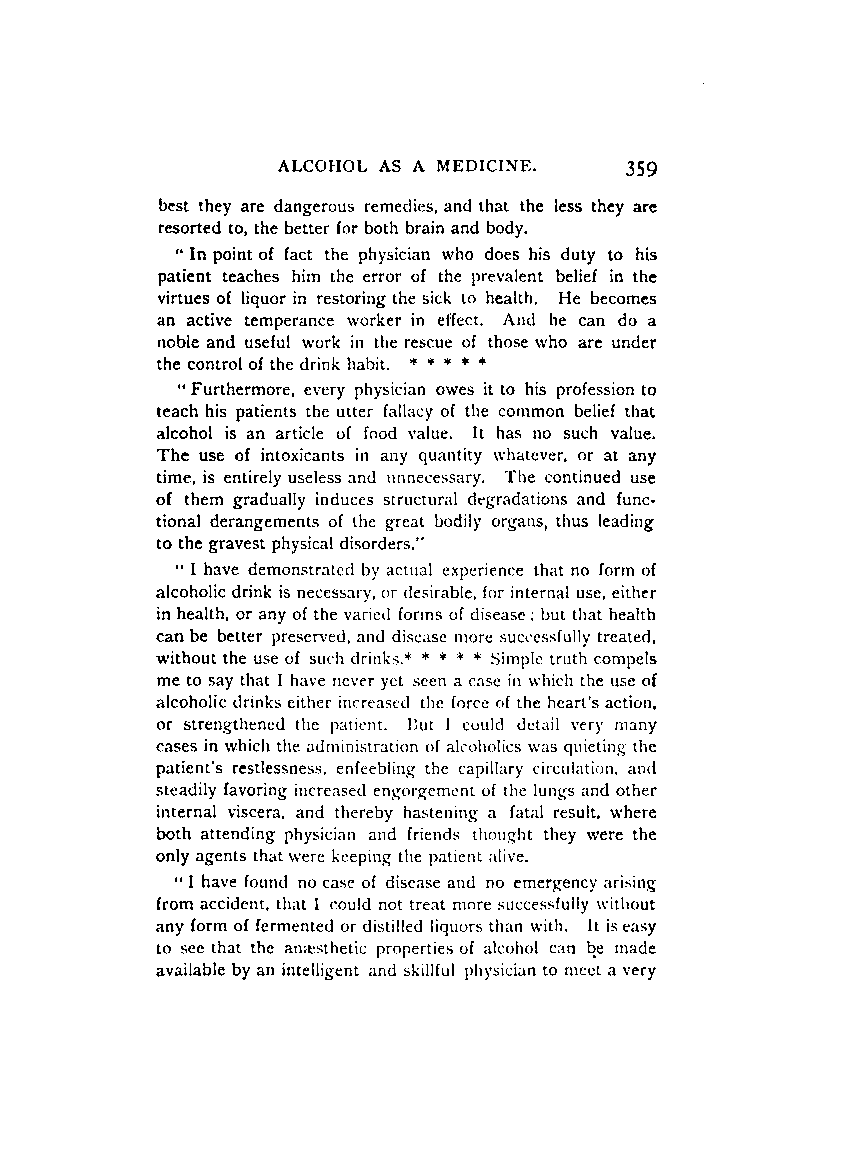 ALCOHOL AS A MEDICINE. 359
best they are dangerous remedies, and that the less they are
resorted to, the better for both brain and body.
" In point of fact the physician who does his duty to his
patient teaches him the error of the prevalent belief in the
virtues of liquor in restoring the sick to health. He becomes
an active temperance worker in effect. And he can do a
noble and useful work in the rescue of those who are under
the control of the drink habit. * * * * *
" Furthermore, every physician owes it to his profession to
teach his patients the utter fallacy of the common belief that
alcohol is an article of food value. It has no such value.
The use of intoxicants in any quantity whatever, or at any
time, is entirely useless and unnecessary. The continued use
of them gradually induces structural degradations and func-
tional derangements of the great bodily organs, thus leading
to the gravest physical disorders."
" I have demonstrated by actual experience that no form of
alcoholic drink is necessary, or desirable, for internal use, either
in health, or any of the varied forms of disease ; but that health
can be better preserved, and disease more successfully treated,
without the use of such drinks.* * * * * Simple truth compels
me to say that I have never yet seen a case in which the use of
alcoholic drinks either increased the force of the heart's action,
or strengthened the patient. But I could detail very many
cases in which the administration of alcoholics was quieting the
patient's restlessness, enfeebling the capillary circulation, and
steadily favoring increased engorgement of the lungs and other
internal viscera, and thereby hastening a fatal result, where
both attending physician and friends thought they were the
only agents that were keeping the patient alive.
" I have found no case of disease and no emergency arising
from accident, that I could not treat more successfully without
any form of fermented or distilled liquors than with. It is easy
to see that the anæsthetic properties of alcohol can be made
available by an intelligent and skillful physician to meet a very